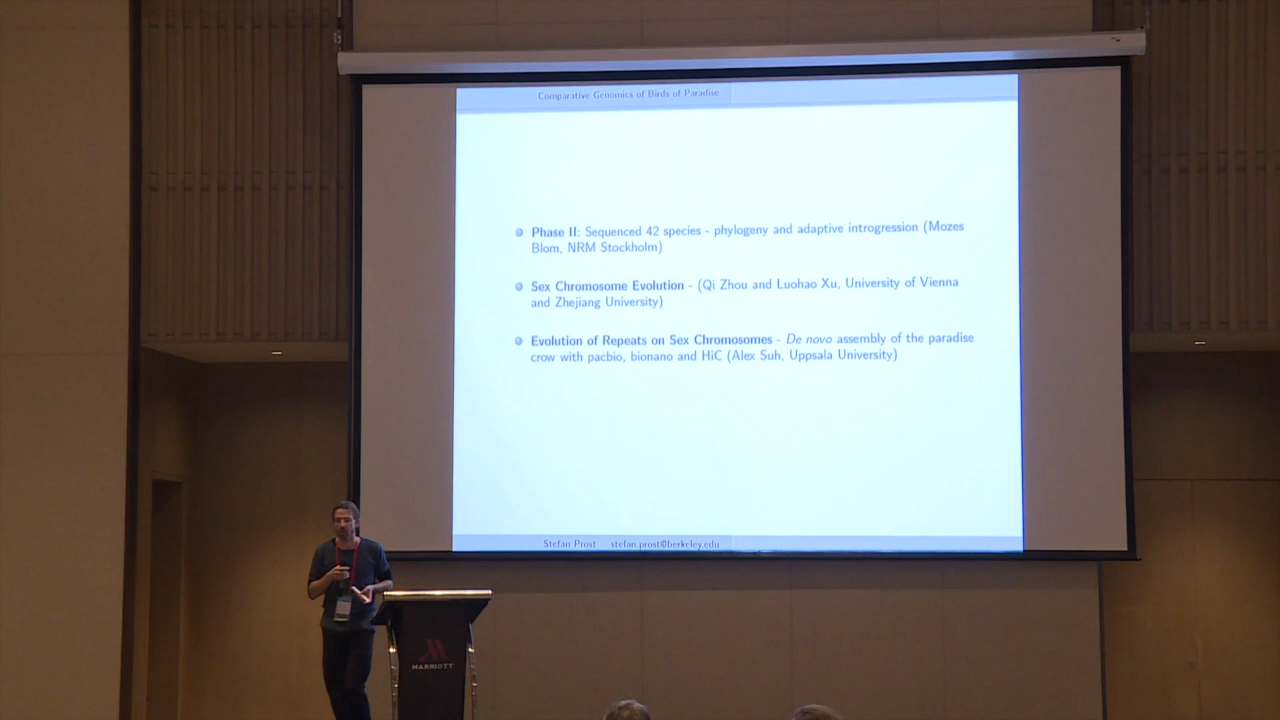 Comparative Genomics of Birds of Paradise
Phase II: Sequenced 42 species - phylogeny and adaptive introgression (Mozes
Blom, NRM Stockholm)
Sex Chromosome Evolution - (Qi Zhou and Luohao Xu, University of Vienna
and Zhejiang University)
Evolution of Repeats on Sex Chromosomes - De novo assembly of the paradise
crow with pacbio, bionano and HiC (Alex Suh, Uppsala University)
Stefan Prost stefan.prost@berkeley.edu
MARRIOTT